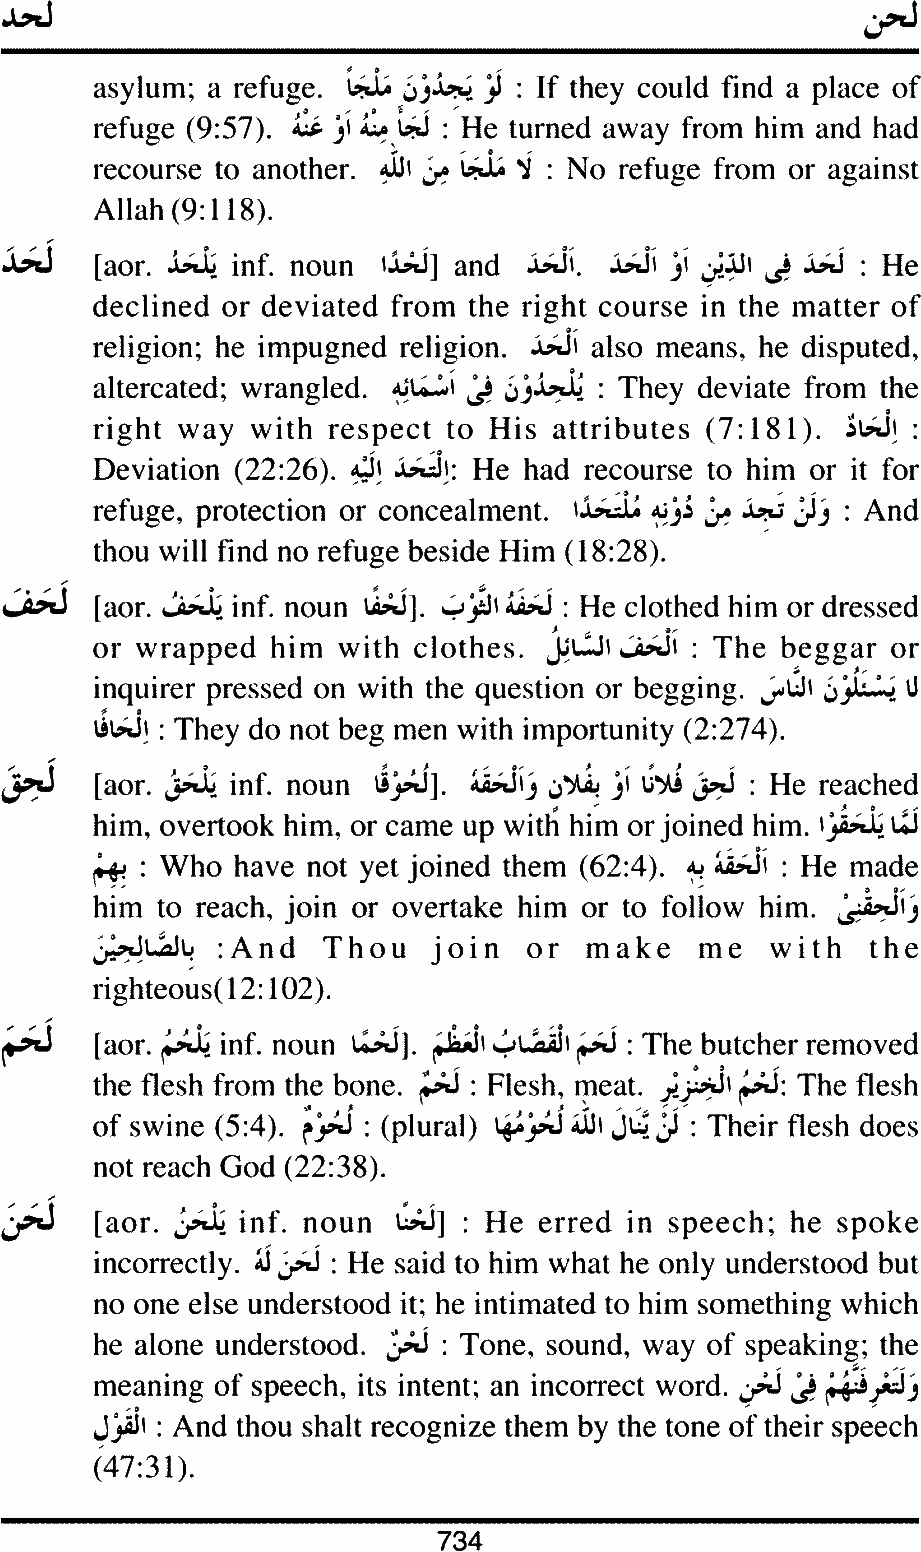 لحد لحن
asylum; a refuge. لَوْ يَجِدُوْنَ مَلْجَاً : If they could find a place of
refuge (9:57). لَجَأَ مِنْهُ اَوْ عَنْهُ : He turned away from him and had
recourse to another. لَا مَلْجَاَ مِنَ اللّٰهِ : No refuge from or against
Allah (9:118).
لَحَدَ [aor. يَلْحَدُ inf. noun لَحْدًا] and اَلْحَدَ. لَحَدَ فِى الدِّيْنِ اَوْ اَلْحَدَ : He
declined or deviated from the right course in the matter of
religion; he impugned religion. اَلْحَدَ also means, he disputed,
altercated; wrangled. يُلْحِدُوْنَ فِىْ اَسْمَائِهِ : They deviate from the
right way with respect to His attributes (7:181). اِلْحَادٌ :
Deviation (22:26). اِلْتَحَدَ اِلَيْهِ: He had recourse to him or it for
refuge, protection or concealment. وَلَنْ تَجِدَ مِنْ دُوْنِهِ مُلْتَحَدًا : And
thou will find no refuge beside Him (18:28).
لَحَفَ [aor. يَلْحَفُ inf. noun لَحْفًا]. لَحَفَهُ الثَّوْبَ : He clothed him or dressed
or wrapped him with clothes. اَلْحَفَ السَّائِلُ : The beggar or
inquirer pressed on with the question or begging. لا يَسْئَلُوْنَ النَّاسَ
اِلْحَافًا : They do not beg men with importunity (2:274).
لَحِقَ [aor. يَلْحَقُ inf. noun لُحُوْقًا]. لَحِقَ فُلَانًا اَوْ بِفُلَانٍ وَاَلْحَقَهُ : He reached
him, overtook him, or came up with him or joined him. لَمَّا يَلْحَقُوْا
بِهِمْ : Who have not yet joined them (62:4). اَلْحَقَهُ بِهِ : He made
him to reach, join or overtake him or to follow him. وَاَلْحِقْنِىْ
بِالصَّالِحِيْنَ :And Thou join or make me with the
righteous(12:102).
لَحَمَ [aor. يَلْحُمُ inf. noun لَحْمًا]. لَحَمَ الْقَصَّابُ الْعَظْمَ : The butcher removed
the flesh from the bone. لَحْمٌ : Flesh, meat. لَحْمُ الْخِنْزِيْرِ: The flesh
of swine (5:4). لُحُوْمٌ : (plural) لَنْ يَّنَالَ اللّٰهَ لُحُوْمُهَا : Their flesh does
not reach God (22:38).
لَحَنَ [aor. يَلْحَنُ inf. noun لَحْنًا] : He erred in speech; he spoke
incorrectly. لَحَنَ لَهُ : He said to him what he only understood but
no one else understood it; he intimated to him something which
he alone understood. لَحْنٌ : Tone, sound, way of speaking; the
meaning of speech, its intent; an incorrect word. وَلَتَعْرِفَنَّهُمْ فِىْ لَحْنِ
الْقَوْلِ : And thou shalt recognize them by the tone of their speech
(47:31).
734